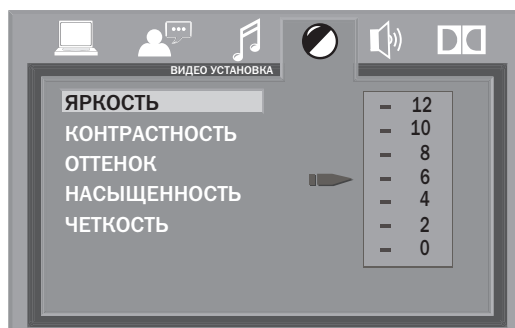 ВИДЕО УСТАНОВКА
ЯРКОСТЬ
КОНТРАСТНОСТЬ
ОТТЕНОК
НАСЫЩЕННОСТЬ
ЧЕТКОСТЬ
– 12
– 10
– 8
– 6
– 4
– 2
– 0